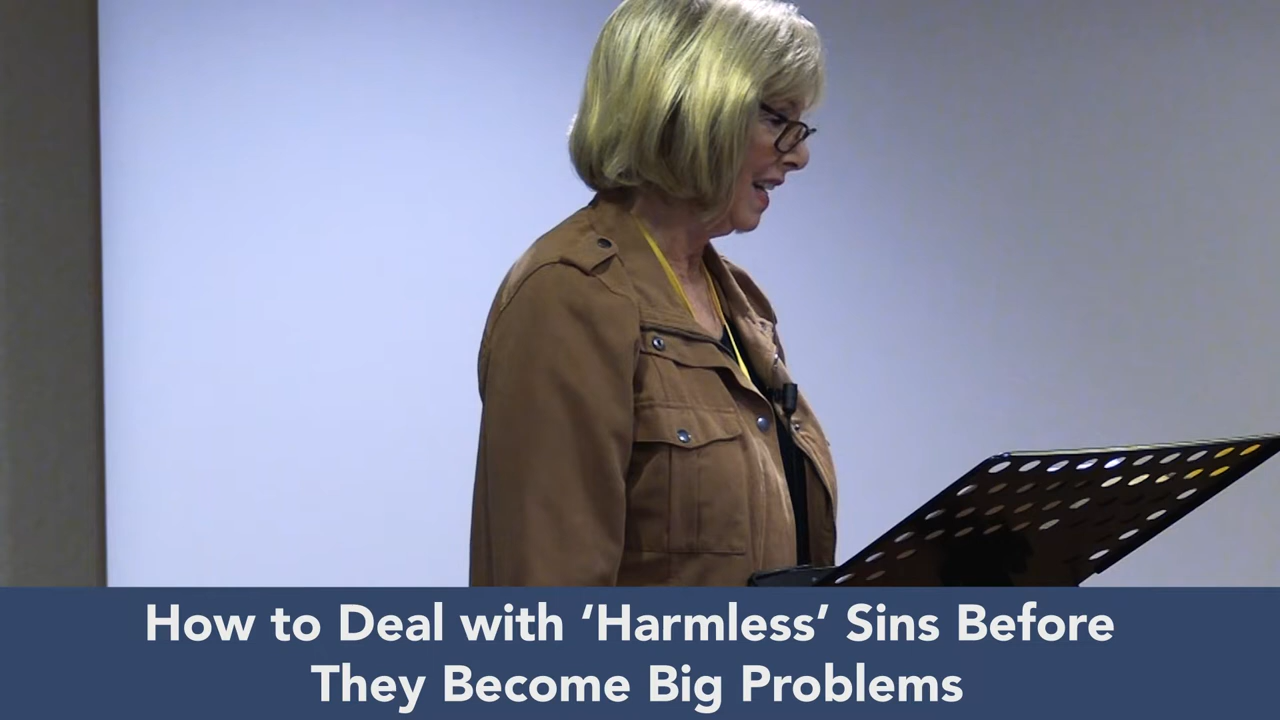 How to Deal with ‘Harmless’ Sins Before
They Become Big Problems